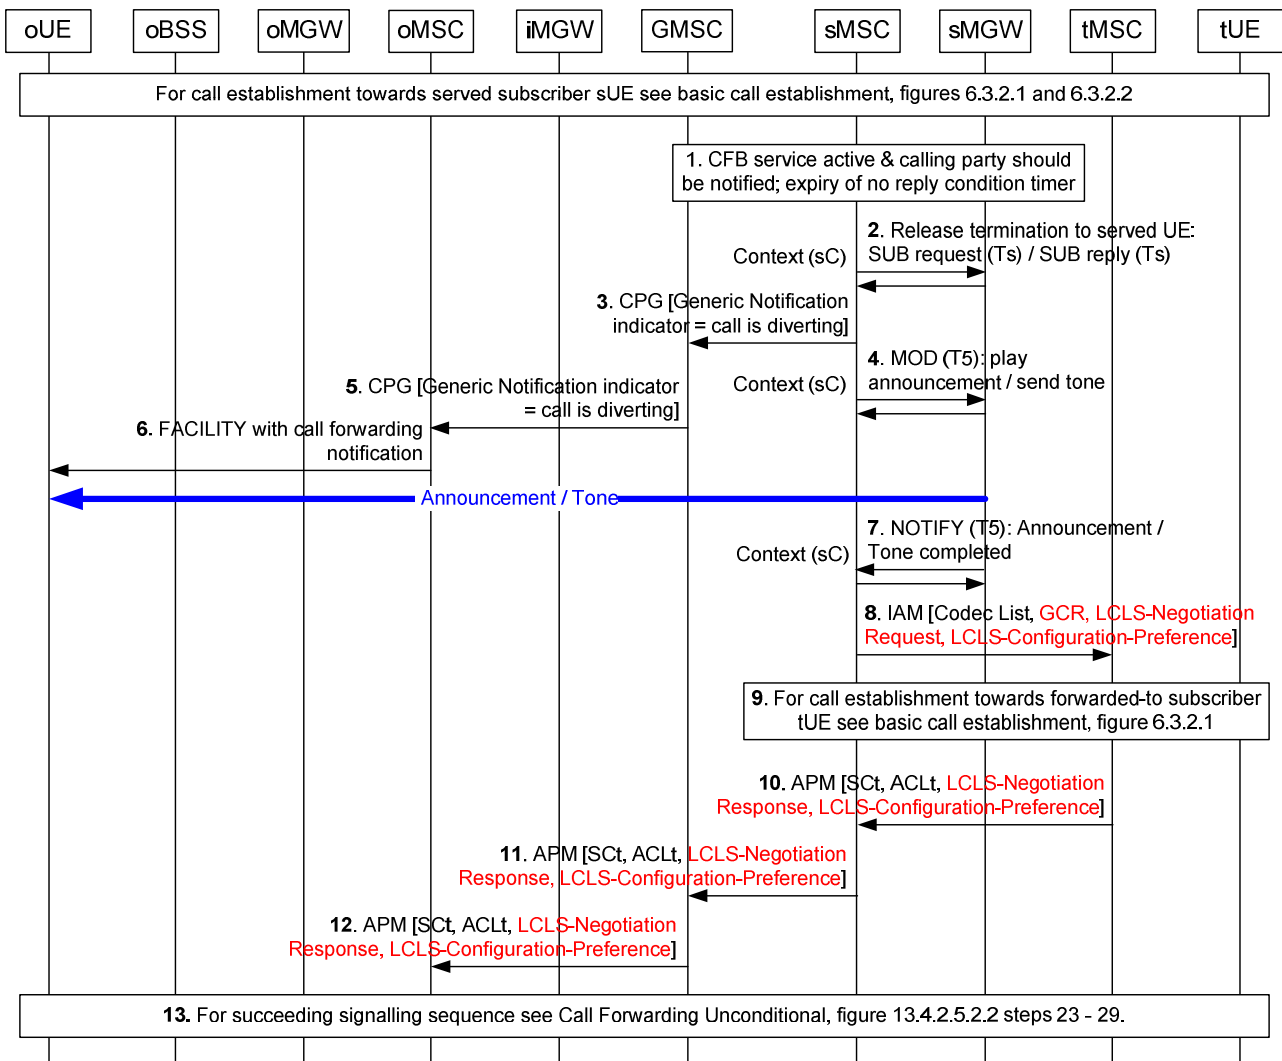 oUE oBSS oMGW oMSC iMGW GMSC sMSC sMGW tMSC tUE
For call establishment towards served subscriber sUE see basic call establishment, figures 6.3.2.1 and 6.3.2.2
1. CFB service active & calling party should
be notified; expiry of no reply condition timer
2. Release termination to served UE:
SUB request (Ts) / SUB reply (Ts)
Context (sC)
3. CPG [Generic Notification
indicator = call is diverting]
4. MOD (T5): play
announcement / send tone
Context (sC)
5. CPG [Generic Notification indicator
= call is diverting]
6. FACILITY with call forwarding
notification
Announcement / Tone
7. NOTIFY (T5): Announcement /
Tone completed
Context (sC)
8. IAM [Codec List, GCR, LCLS-Negotiation
Request, LCLS-Configuration-Preference]
9. For call establishment towards forwarded-to subscriber
tUE see basic call establishment, figure 6.3.2.1
10. APM [SCt, ACLt, LCLS-Negotiation
Response, LCLS-Configuration-Preference]
11. APM [SCt, ACLt, LCLS-Negotiation
Response, LCLS-Configuration-Preference]
12. APM [SCt, ACLt, LCLS-Negotiation
Response, LCLS-Configuration-Preference]
13. For succeeding signalling sequence see Call Forwarding Unconditional, figure 13.4.2.5.2.2 steps 23 - 29.